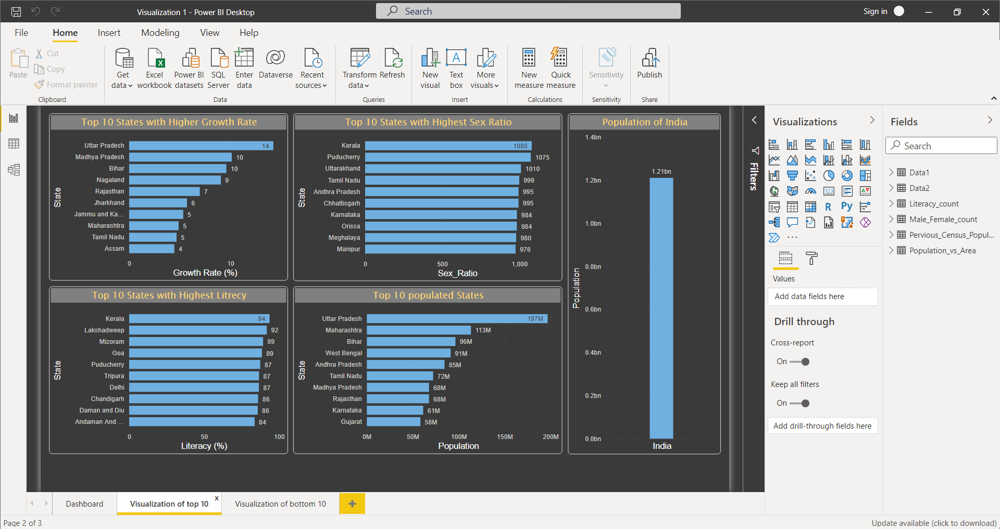 Visualization 1 - Power BI Desktop
Search
Sign in
File Home Insert Modeling View Help
Paste
Cut
Copy
Format painter
Clipboard
Get data
Excel workbook
Power BI datasets
SQL Server
Enter data
Dataverse
Recent sources
Data
Transform data
Refresh
Queries
New visual
Text box
More visuals
Insert
New measure
Quick measure
Calculations
Sensitivity
Sensitivity
Publish
Share
Top 10 States with Higher Growth Rate
State
Uttar Pradesh 14
Madhya Pradesh 10
Bihar 10
Nagaland 9
Rajasthan 7
Jharkhand 6
Jammu and Ka... 5
Maharashtra 5
Tamil Nadu 5
Assam 4
0 10
Growth Rate (%)
Top 10 States with Highest Sex Ratio
State
Kerala 1080
Puducherry 1075
Uttarakhand 1010
Tamil Nadu 999
Andhra Pradesh 995
Chhattisgarh 995
Karnataka 984
Orissa 984
Meghalaya 980
Manipur 976
0 500 1,000
Sex_Ratio
Population of India
Population
1.4bn
1.21bn
1.2bn
1.0bn
0.8bn
0.6bn
0.4bn
0.2bn
0.0bn
India
Top 10 States with Highest Litrecy
State
Kerala 94
Lakshadweep 92
Mizoram 89
Goa 89
Puducherry 87
Tripura 87
Delhi 87
Chandigarh 86
Daman and Diu 86
Andaman And ... 84
0 50 100
Literacy (%)
Top 10 populated States
State
Uttar Pradesh 197M
Maharashtra 113M
Bihar 96M
West Bengal 91M
Andhra Pradesh 85M
Tamil Nadu 72M
Madhya Pradesh 68M
Rajasthan 68M
Karnataka 61M
Gujarat 58M
0M 50M 100M 150M 200M
Population
Filters
Visualizations
123
R
Py
...
Values
Add data fields here
Drill through
Cross-report
On
Keep all filters
On
Add drill-through fields here
Fields
Search
Data1
Data2
Literacy_count
Male_Female_count
Pervious_Census_Popul...
Population_vs_Area
Dashboard
Visualization of top 10 x
Visualization of bottom 10
+
Page 2 of 3
Update available (click to download)